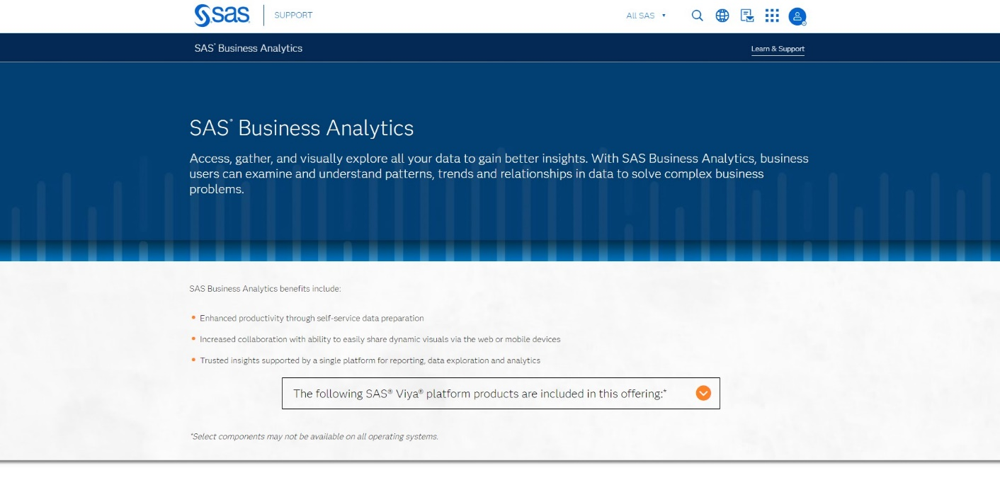 sas SUPPORT All SAS
SAS® Business Analytics Learn & Support
SAS® Business Analytics
Access, gather, and visually explore all your data to gain better insights. With SAS Business Analytics, business
users can examine and understand patterns, trends and relationships in data to solve complex business
problems.
SAS Business Analytics benefits include:
Enhanced productivity through self-service data preparation
Increased collaboration with ability to easily share dynamic visuals via the web or mobile devices
Trusted insights supported by a single platform for reporting, data exploration and analytics
The following SAS® Viya® platform products are included in this offering:*
*Select components may not be available on all operating systems.